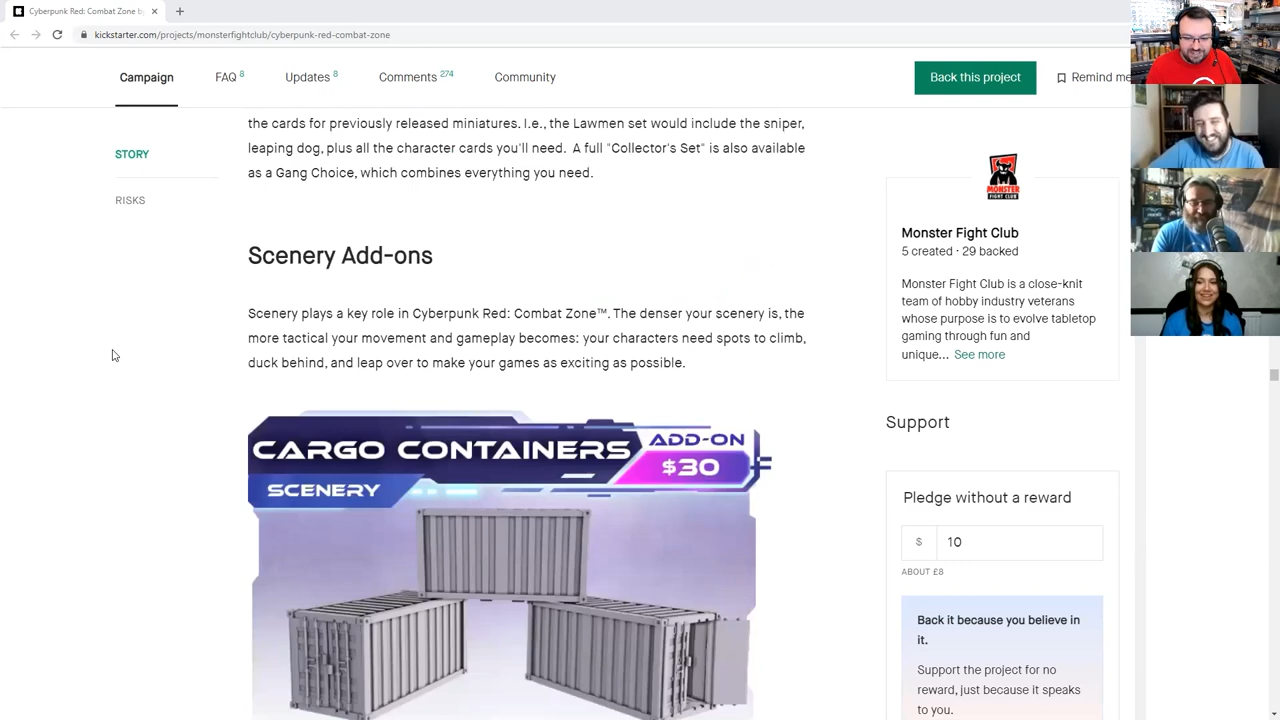 Cyberpunk Red: Combat Zone b
kickstarter.com/projects/monsterfightclub/cyberpunk-red-combat-zone
Campaign
FAQ 8
Updates 8
Comments 274
Community
Back this project
Remind me
STORY
RISKS
the cards for previously released
the Lawmen set would include the sniper,
leaping dog, plus all the character
you'll need. A full "Collector's Set" is also available
as a Gang Choice, which combines everything you need.
Scenery Add-ons
Scenery plays a key role in Cyberpunk Red: Combat Zone™. The denser your scenery is, the
more tactical your movement and gameplay becomes: your characters need spots to climb,
duck behind, and leap over to make your games as exciting as possible.
CARGO CONTAINERS
ADD-ON
$30
SCENERY
MONSTER
FIGHT CLUB
Monster Fight Club
5 created · 29 backed
Monster Fight Club is a close-knit
team of hobby industry veterans
whose purpose is to evolve tabletop
gaming through fun and
unique... See more
Support
Pledge without a reward
$ 10
ABOUT £8
Back it because you believe in
it.
Support the project for no
reward, just because it speaks
to you.